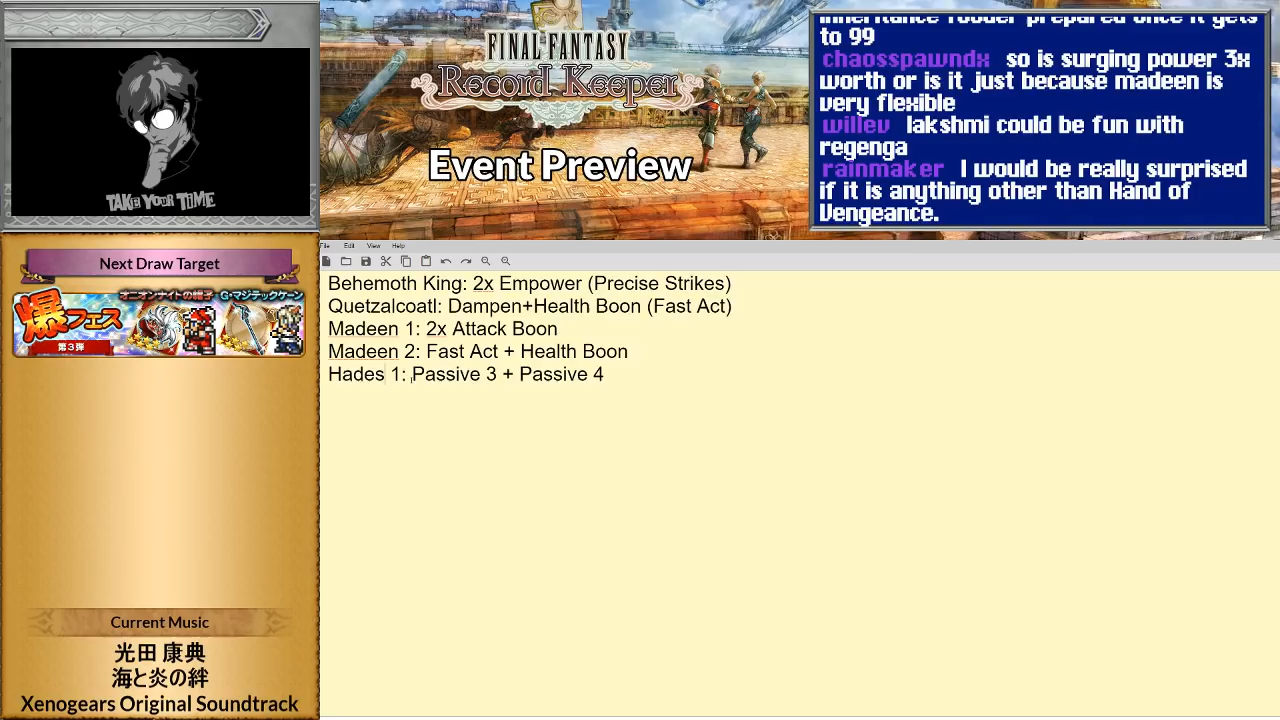 TAKE YOUR TIME
FINAL FANTASY
Record Keeper
Event Preview
inheritance fodder prepared once it gets
to 99
chaosspawndx so is surging power 3x
worth or is it just because madeen is
very flexible
willev lakshmi could be fun with
regenga
rainmaker I would be really surprised
if it is anything other than Hand of
Vengeance.
Next Draw Target
オニオンナイトの帽子 G・マジテックケーン
爆フェス
第3弾
File Edit View Help
Behemoth King: 2x Empower (Precise Strikes)
Quetzalcoatl: Dampen+Health Boon (Fast Act)
Madeen 1: 2x Attack Boon
Madeen 2: Fast Act + Health Boon
Hades 1: Passive 3 + Passive 4
Current Music
光田 康典
海と炎の絆
Xenogears Original Soundtrack